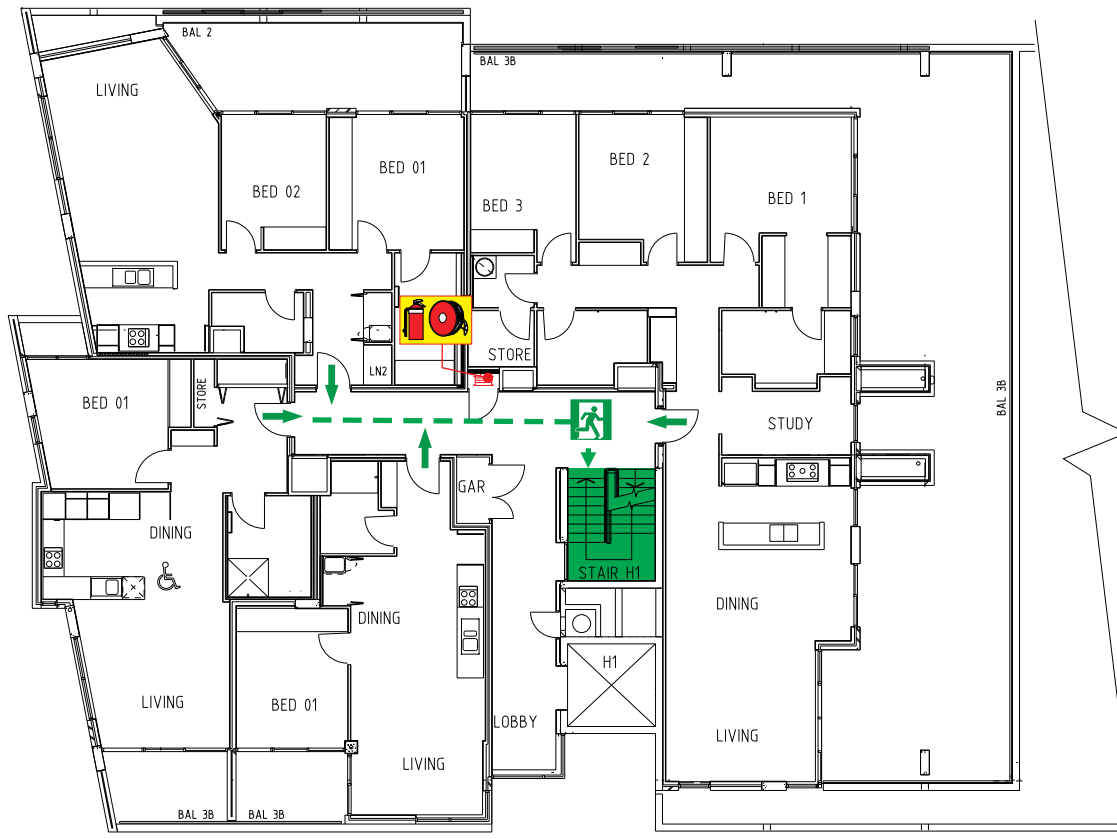 BAL 2
BAL 3B
LIVING
BED 02
BED 01
BED 3
BED 2
BED 1
STORE
LN2
BED 01
STORE
STUDY
BAL 3B
GAR
DINING
STAIR H1
DINING
DINING
H1
LIVING
BED 01
LOBBY
LIVING
LIVING
BAL 3B
BAL 3B